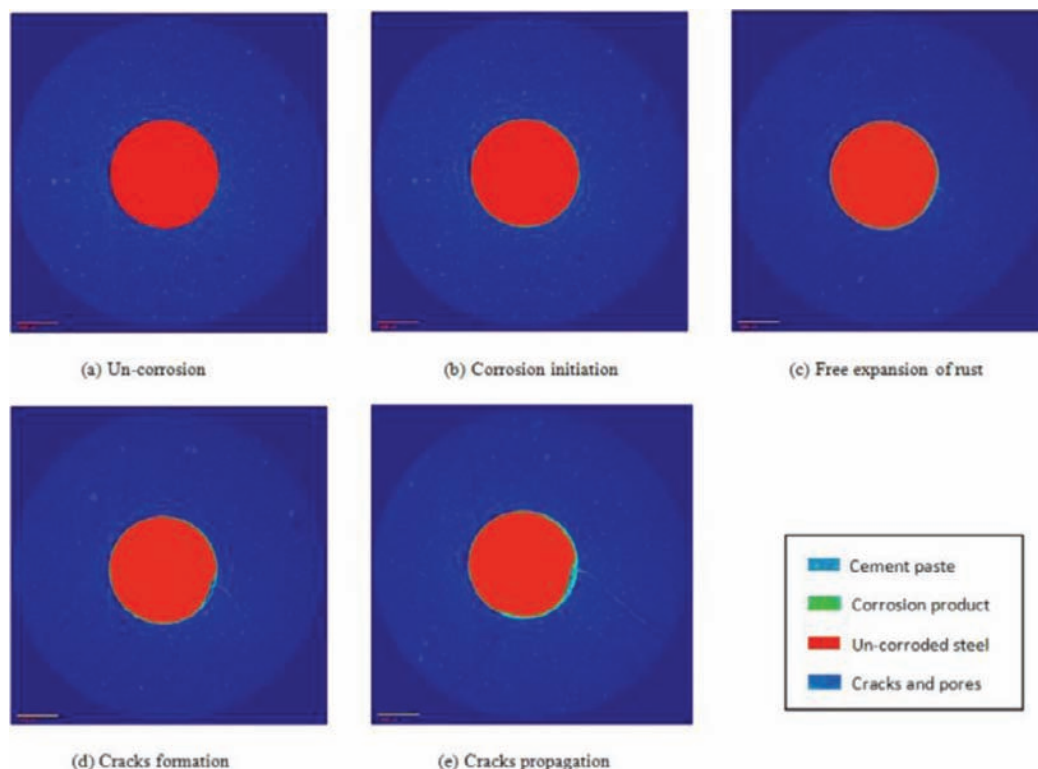 (a) Un-corrosion
(b) Corrosion initiation
(c) Free expansion of rust
(d) Cracks formation
(e) Cracks propagation
Cement paste
Corrosion product
Un-corroded steel
Cracks and pores